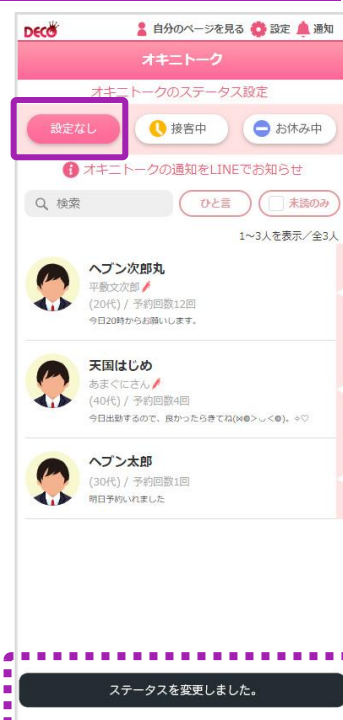 DECO 自分のページを見る 設定 通知
オキニトーク
オキニトークのステータス設定
設定なし 接客中 お休み中
オキニトークの通知をLINEでお知らせ
検索 ひと言 未読のみ
1～3人を表示／全3人
ヘブン次郎丸
平敷文次郎
(20代) / 予約回数12回
今日20時からお願いします。
天国はじめ
あまぐにさん
(40代) / 予約回数4回
今日出勤するので、良かったらきてね(⋈◍＞◡＜◍)。✧♡
ヘブン太郎
(30代) / 予約回数1回
明日予約いれました
ステータスを変更しました。